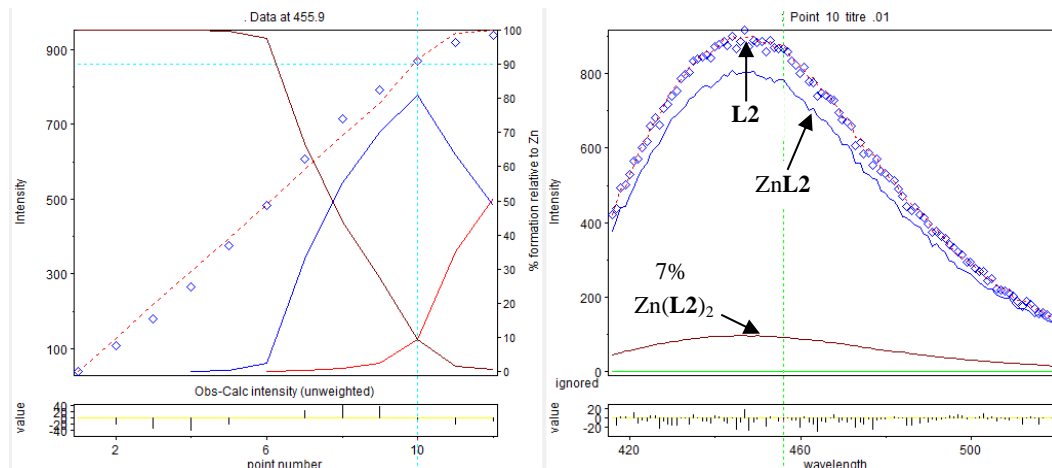 . Data at 455.9
Intensity
900
700
500
300
100
100
90
80
70
60
50
40
30
20
10
0
% formation relative to Zn
Obs-Calc intensity (unweighted)
value
40
20
0
-20
-40
2
6
10
point number
. Point 10 titre .01
Intensity
800
600
400
200
0
L2
ZnL2
7%
Zn(L2)2
ignored
value
20
0
-20
420
460
500
wavelength